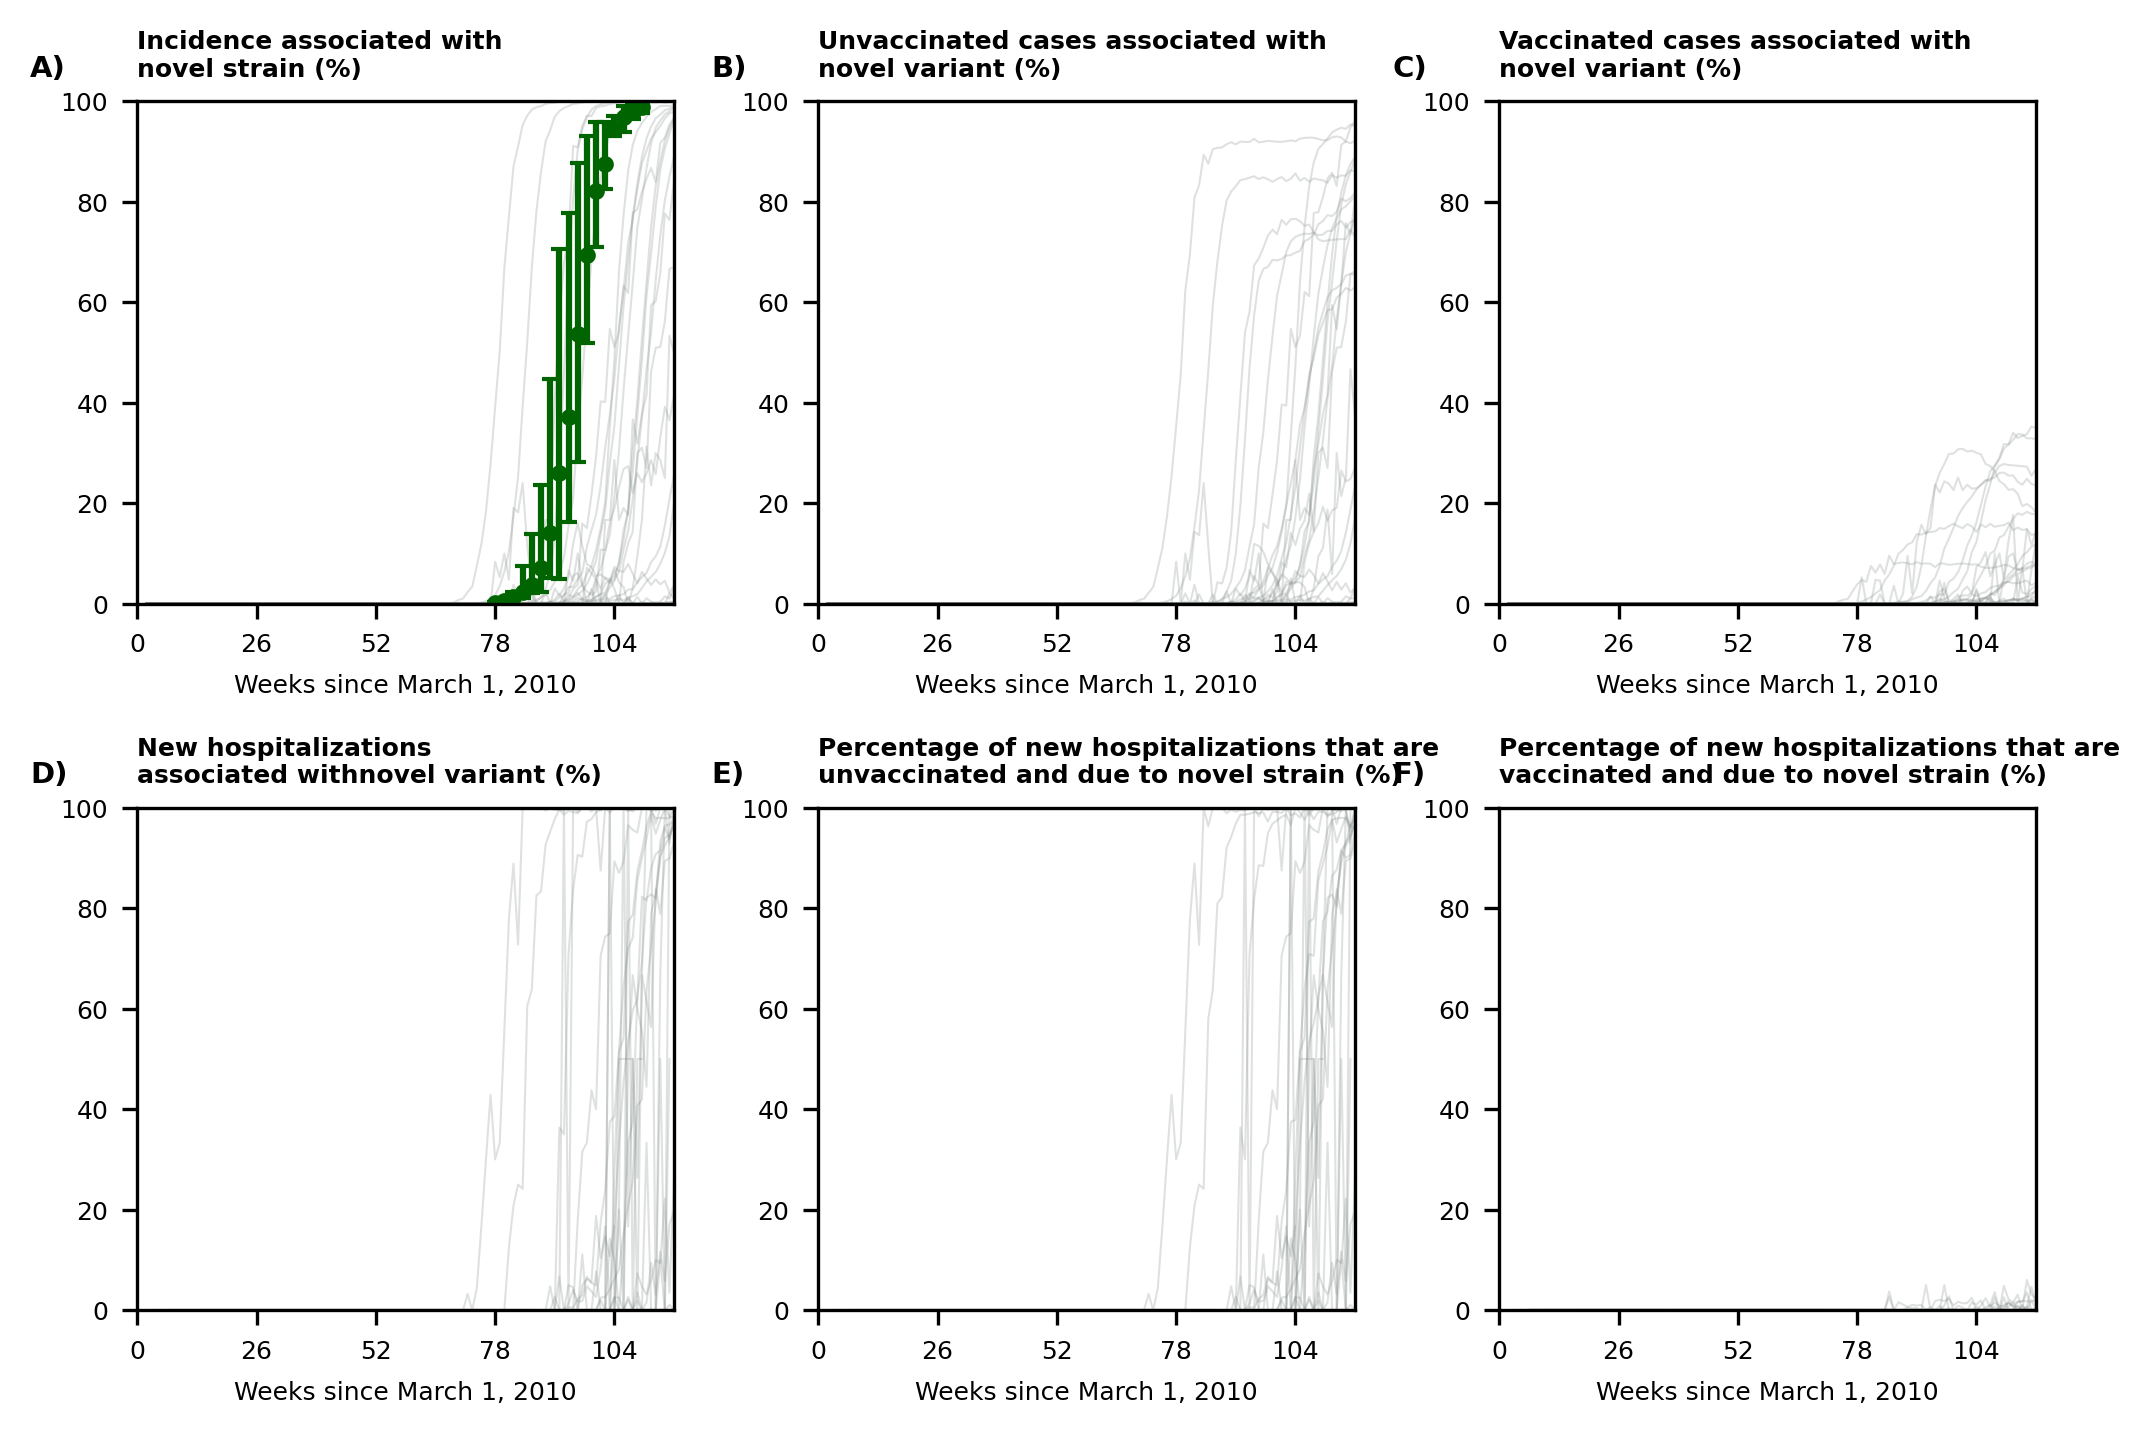 A)
Incidence associated with
novel strain (%)
100
80
60
40
20
0
0 26 52 78 104
Weeks since March 1, 2010
B)
Unvaccinated cases associated with
novel variant (%)
100
80
60
40
20
0
0 26 52 78 104
Weeks since March 1, 2010
C)
Vaccinated cases associated with
novel variant (%)
100
80
60
40
20
0
0 26 52 78 104
Weeks since March 1, 2010
D)
New hospitalizations
associated withnovel variant (%)
100
80
60
40
20
0
0 26 52 78 104
Weeks since March 1, 2010
E)
Percentage of new hospitalizations that are
unvaccinated and due to novel strain (%)
100
80
60
40
20
0
0 26 52 78 104
Weeks since March 1, 2010
F)
Percentage of new hospitalizations that are
vaccinated and due to novel strain (%)
100
80
60
40
20
0
0 26 52 78 104
Weeks since March 1, 2010